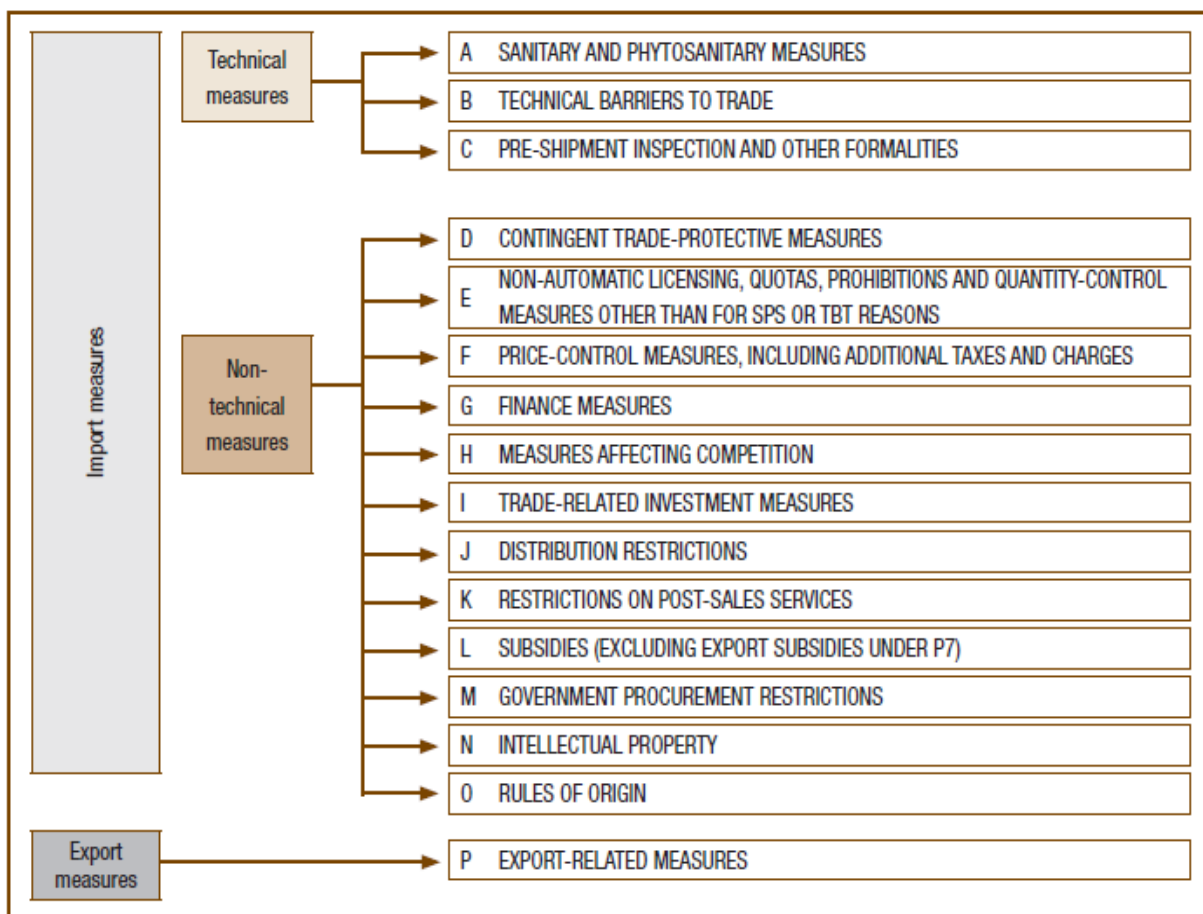 Import measures
Technical
measures
A SANITARY AND PHYTOSANITARY MEASURES
B TECHNICAL BARRIERS TO TRADE
C PRE-SHIPMENT INSPECTION AND OTHER FORMALITIES
Non-
technical
measures
D CONTINGENT TRADE-PROTECTIVE MEASURES
E NON-AUTOMATIC LICENSING, QUOTAS, PROHIBITIONS AND QUANTITY-CONTROL
MEASURES OTHER THAN FOR SPS OR TBT REASONS
F PRICE-CONTROL MEASURES, INCLUDING ADDITIONAL TAXES AND CHARGES
G FINANCE MEASURES
H MEASURES AFFECTING COMPETITION
I TRADE-RELATED INVESTMENT MEASURES
J DISTRIBUTION RESTRICTIONS
K RESTRICTIONS ON POST-SALES SERVICES
L SUBSIDIES (EXCLUDING EXPORT SUBSIDIES UNDER P7)
M GOVERNMENT PROCUREMENT RESTRICTIONS
N INTELLECTUAL PROPERTY
O RULES OF ORIGIN
Export
measures
P EXPORT-RELATED MEASURES